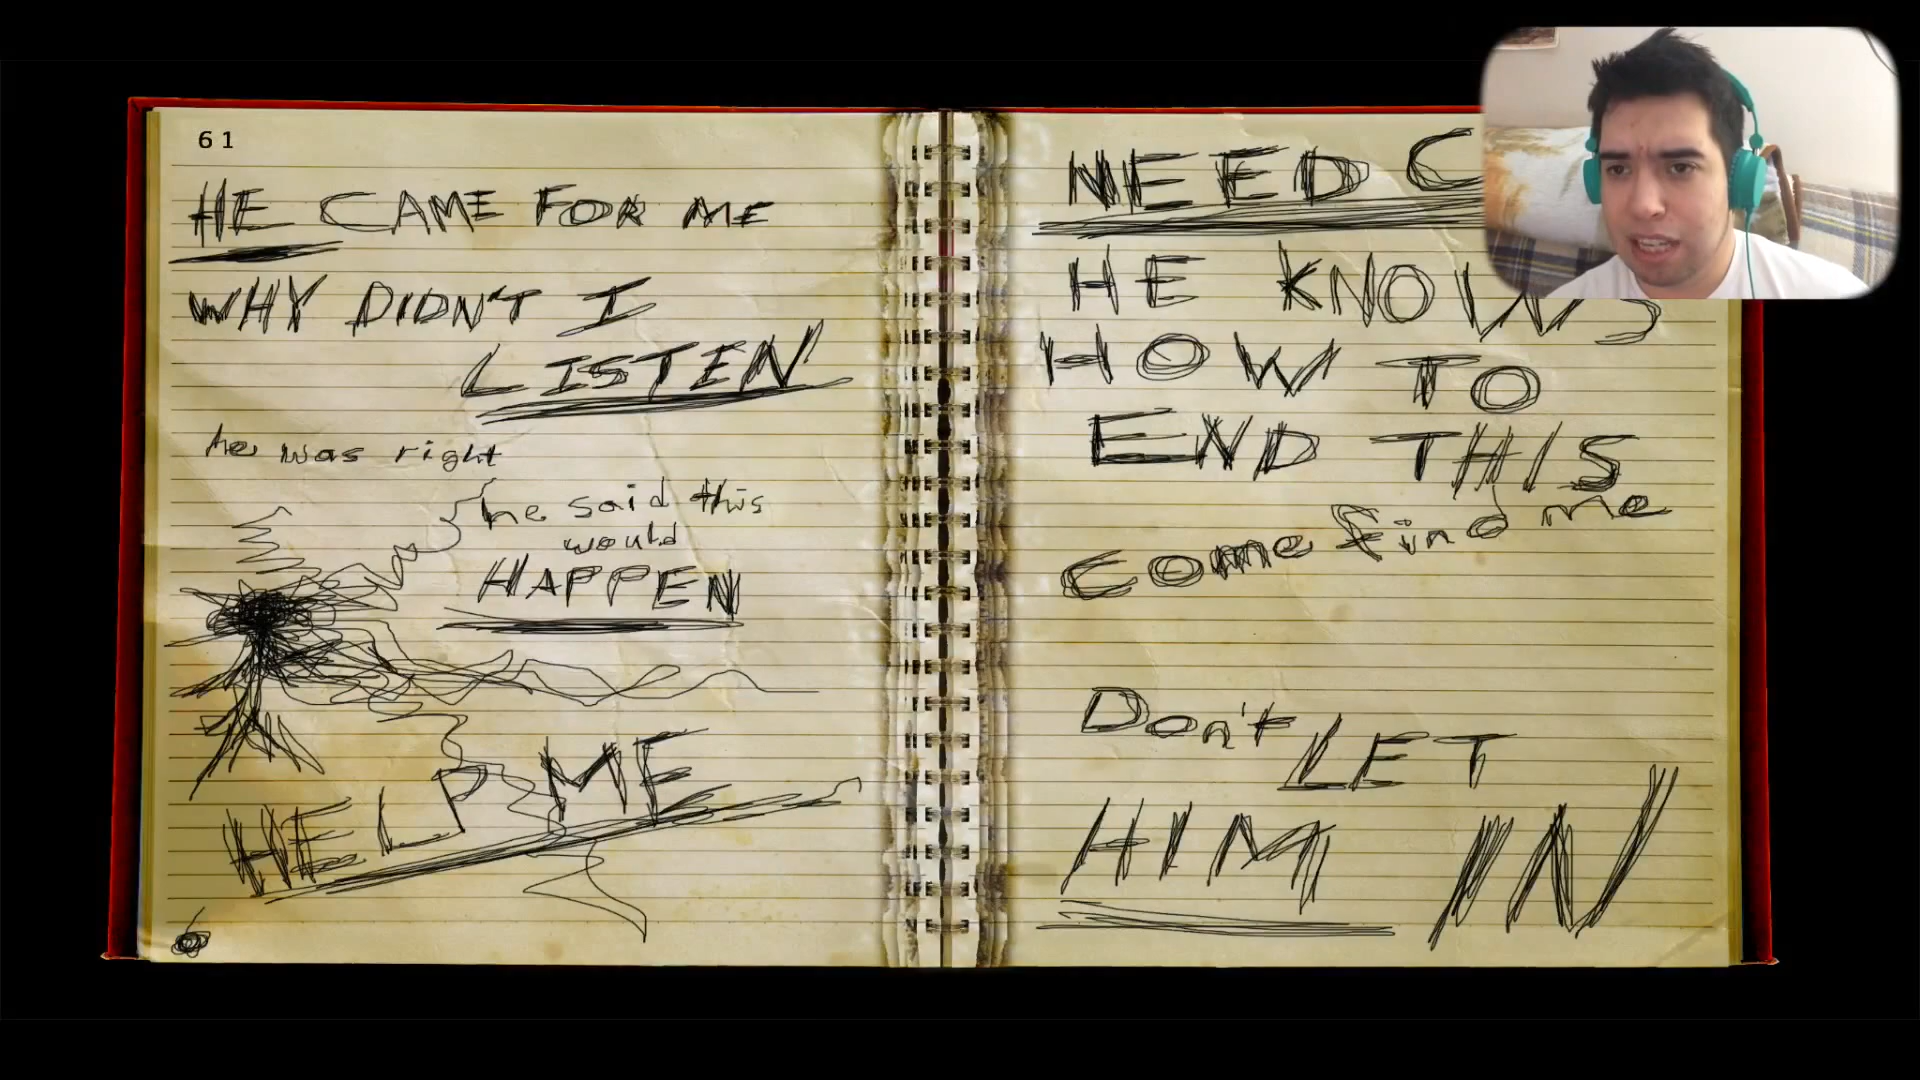 61
HE CAME FOR ME
WHY DIDN'T I
LISTEN
he was right
he said this
would
HAPPEN
HELP ME
NEED
HE KNOWS
HOW TO
END THIS
come find me
Don't LET
HIM IN